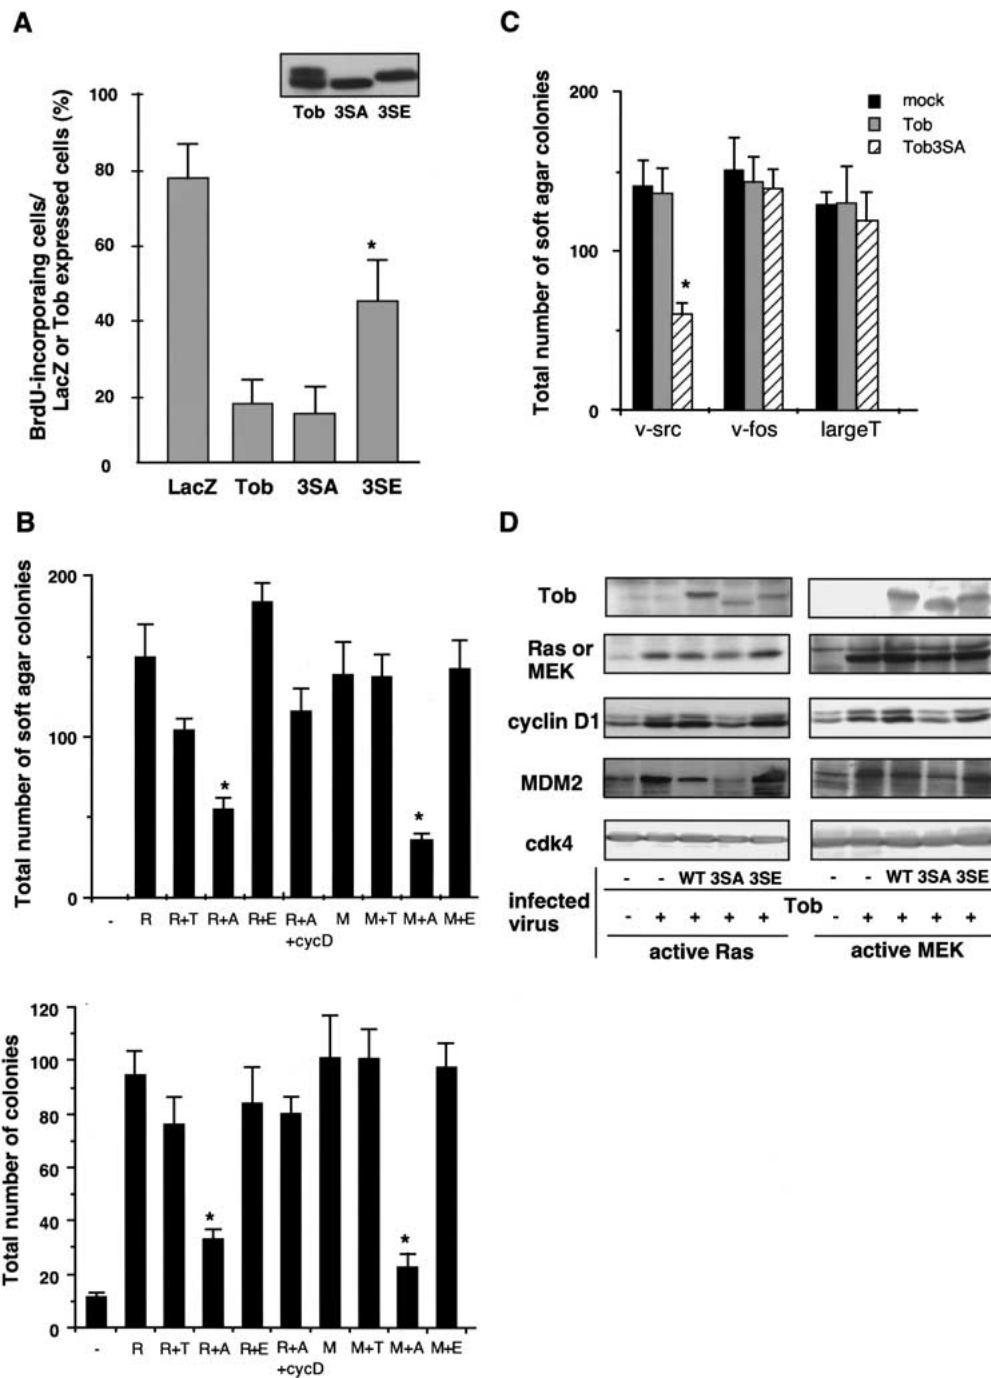 A
BrdU-incorporaing cells/
LacZ or Tob expressed cells (%)
100
80
60
40
20
0
Tob 3SA 3SE
*
LacZ Tob 3SA 3SE
C
Total number of soft agar colonies
200
100
0
mock
Tob
Tob3SA
*
v-src v-fos largeT
B
Total number of soft agar colonies
200
100
0
* *
- R R+T R+A R+E R+A M M+T M+A M+E
+cycD
Total number of colonies
120
100
80
60
40
20
0
* *
- R R+T R+A R+E R+A M M+T M+A M+E
+cycD
D
Tob
Ras or
MEK
cyclin D1
MDM2
cdk4
- - WT 3SA 3SE - - WT 3SA 3SE
Tob
infected
virus
- + + + + - + + + +
active Ras active MEK